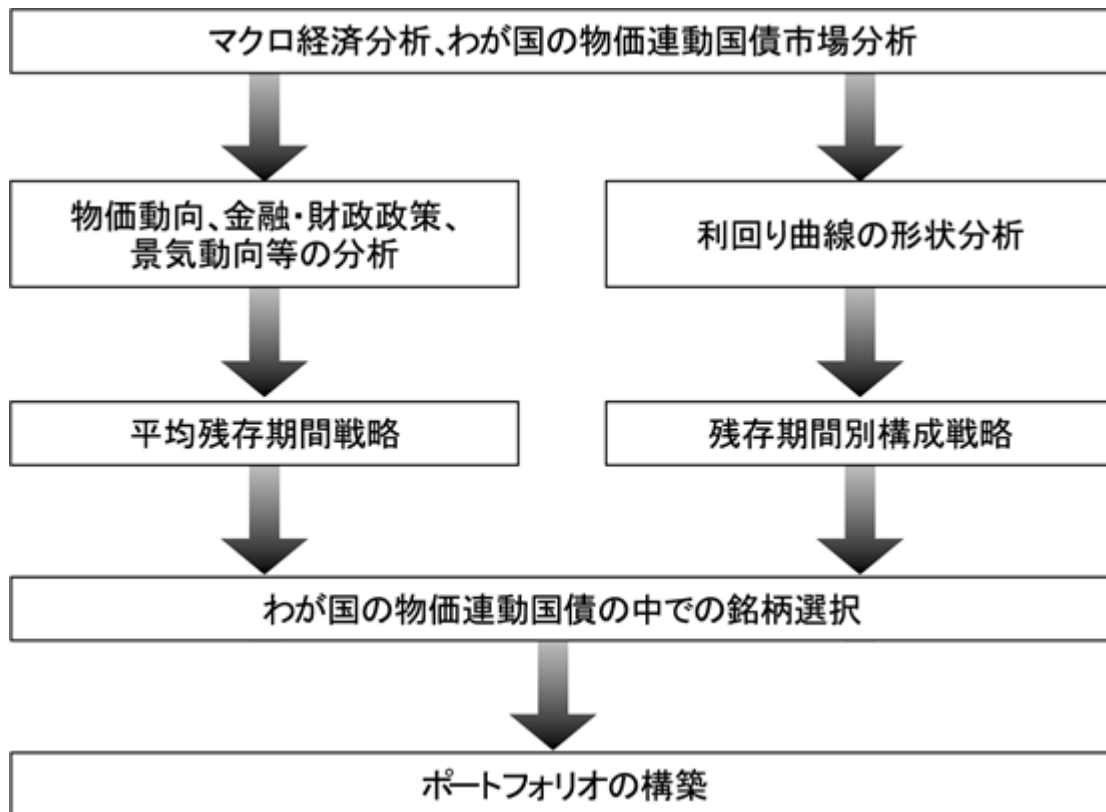 マクロ経済分析、わが国の物価連動国債市場分析
物価動向、金融・財政政策、
景気動向等の分析
利回り曲線の形状分析
平均残存期間戦略
残存期間別構成戦略
わが国の物価連動国債の中での銘柄選択
ポートフォリオの構築